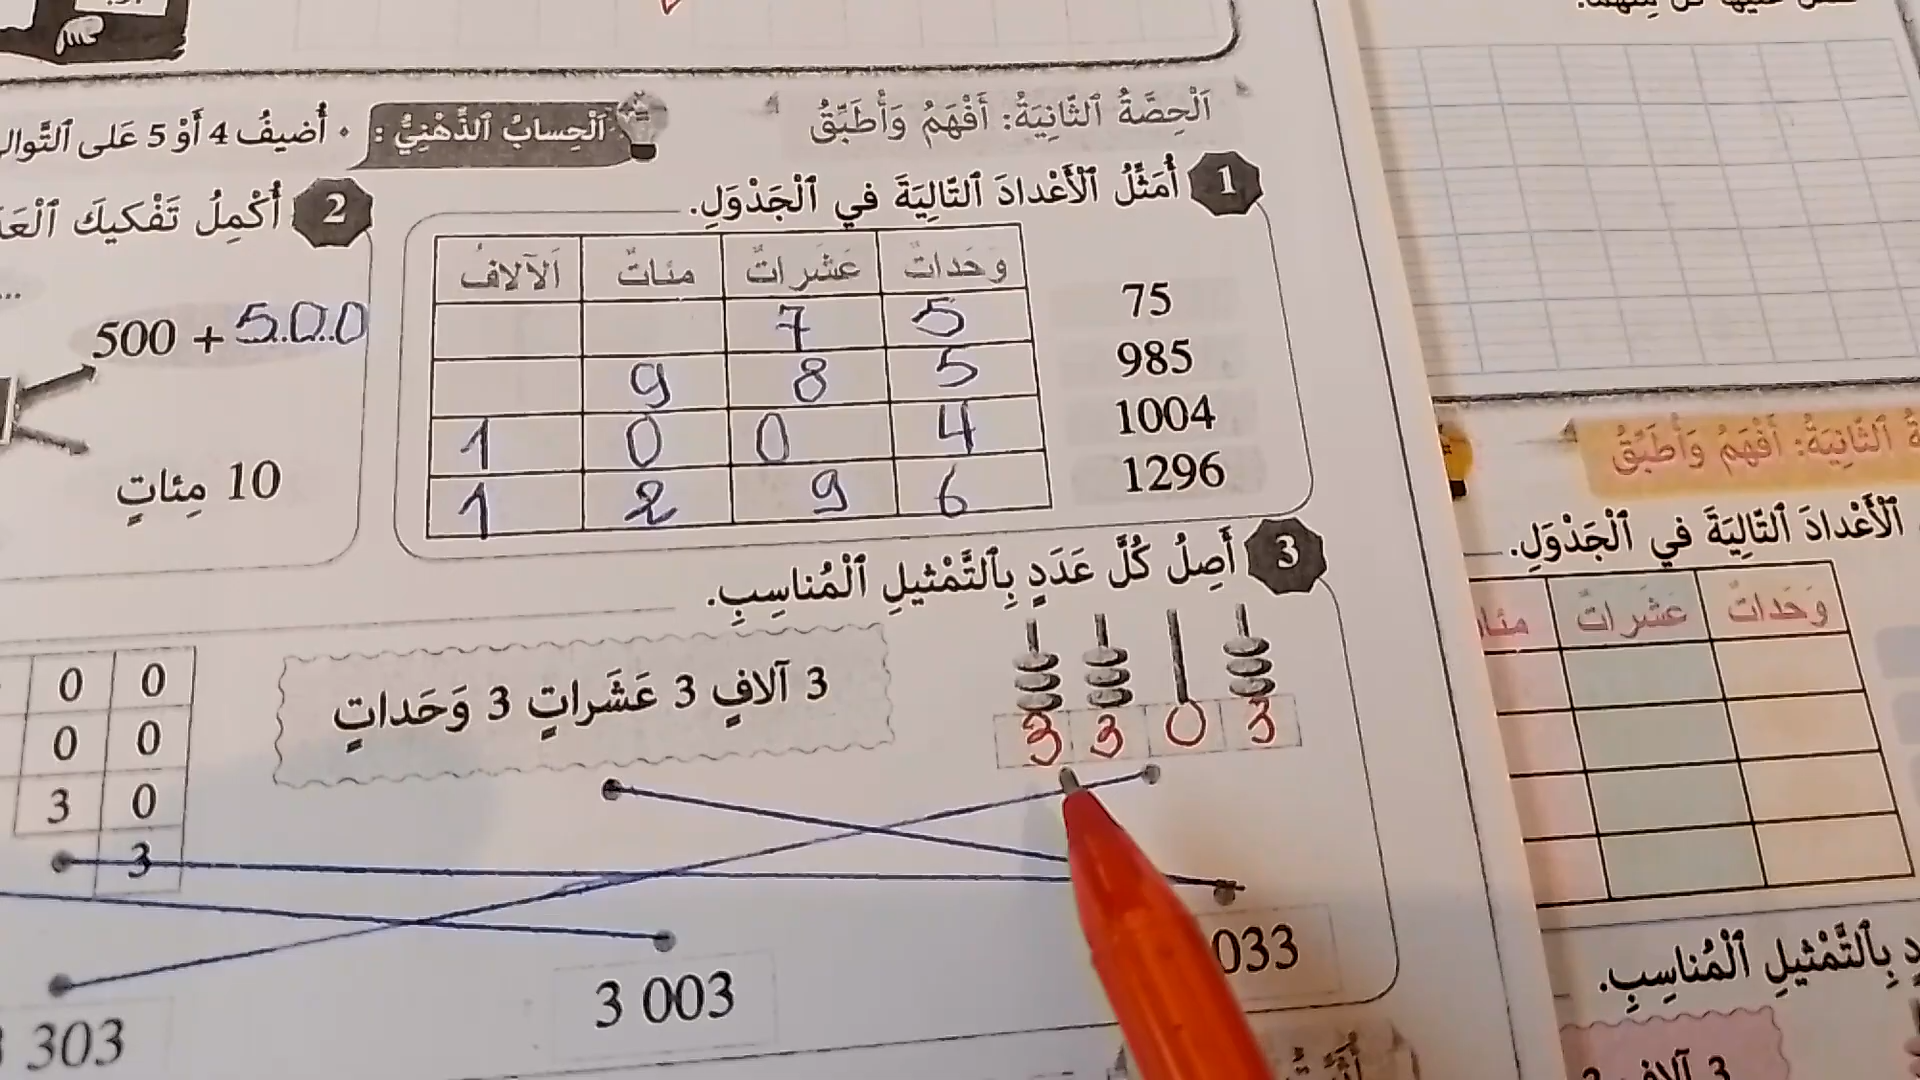 اَلْحِصَّةُ ٱلثّانِيَةُ: أَفْهَمُ وَأُطَبِّقُ
اَلْحِسابُ ٱلذِّهْنِيُّ: • أُضيفُ 4 أَوْ 5 عَلى
1 أُمَثِّلُ ٱلْأَعْدادَ ٱلتّالِيَةَ في ٱلْجَدْوَلِ.
وَحَداتٌ عَشَراتٌ مئاتٌ اَلآلافُ
75 5 7
985 5 8 9
1004 4 0 0 1
1296 6 9 2 1
2 أُكْمِلُ تَفْكيكَ
500 + 500
10 مِئاتٍ
3 أَصِلُ كُلَّ عَدَدٍ بِٱلتَّمْثيلِ ٱلْمُناسِبِ.
3 3 0 3
3 آلافٍ 3 عَشَراتٍ 3 وَحَداتٍ
0 0
0 0
3 0
3
033
3 003
303
ٱلثّانِيَةُ: أَفْهَمُ وَأُطَبِّقُ
ٱلْأَعْدادَ ٱلتّالِيَةَ في ٱلْجَدْوَلِ.
وَحَداتٌ عَشَراتٌ
بِٱلتَّمْثيلِ ٱلْمُناسِبِ.
3 آلافٍ